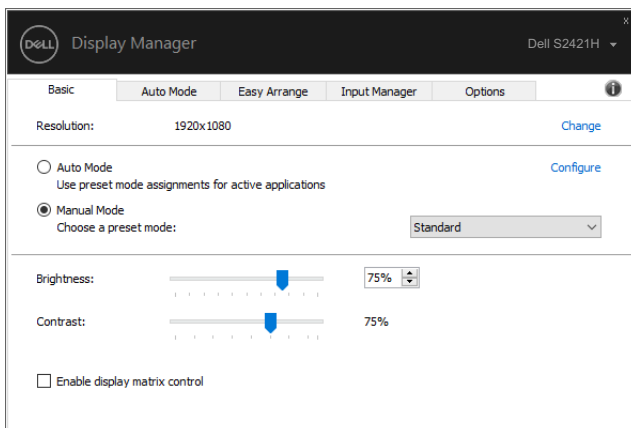 x
DELL Display Manager Dell S2421H
Basic Auto Mode Easy Arrange Input Manager Options
Resolution: 1920x1080 Change
Auto Mode Configure
Use preset mode assignments for active applications
Manual Mode
Choose a preset mode: Standard
Brightness: 75%
Contrast: 75%
Enable display matrix control